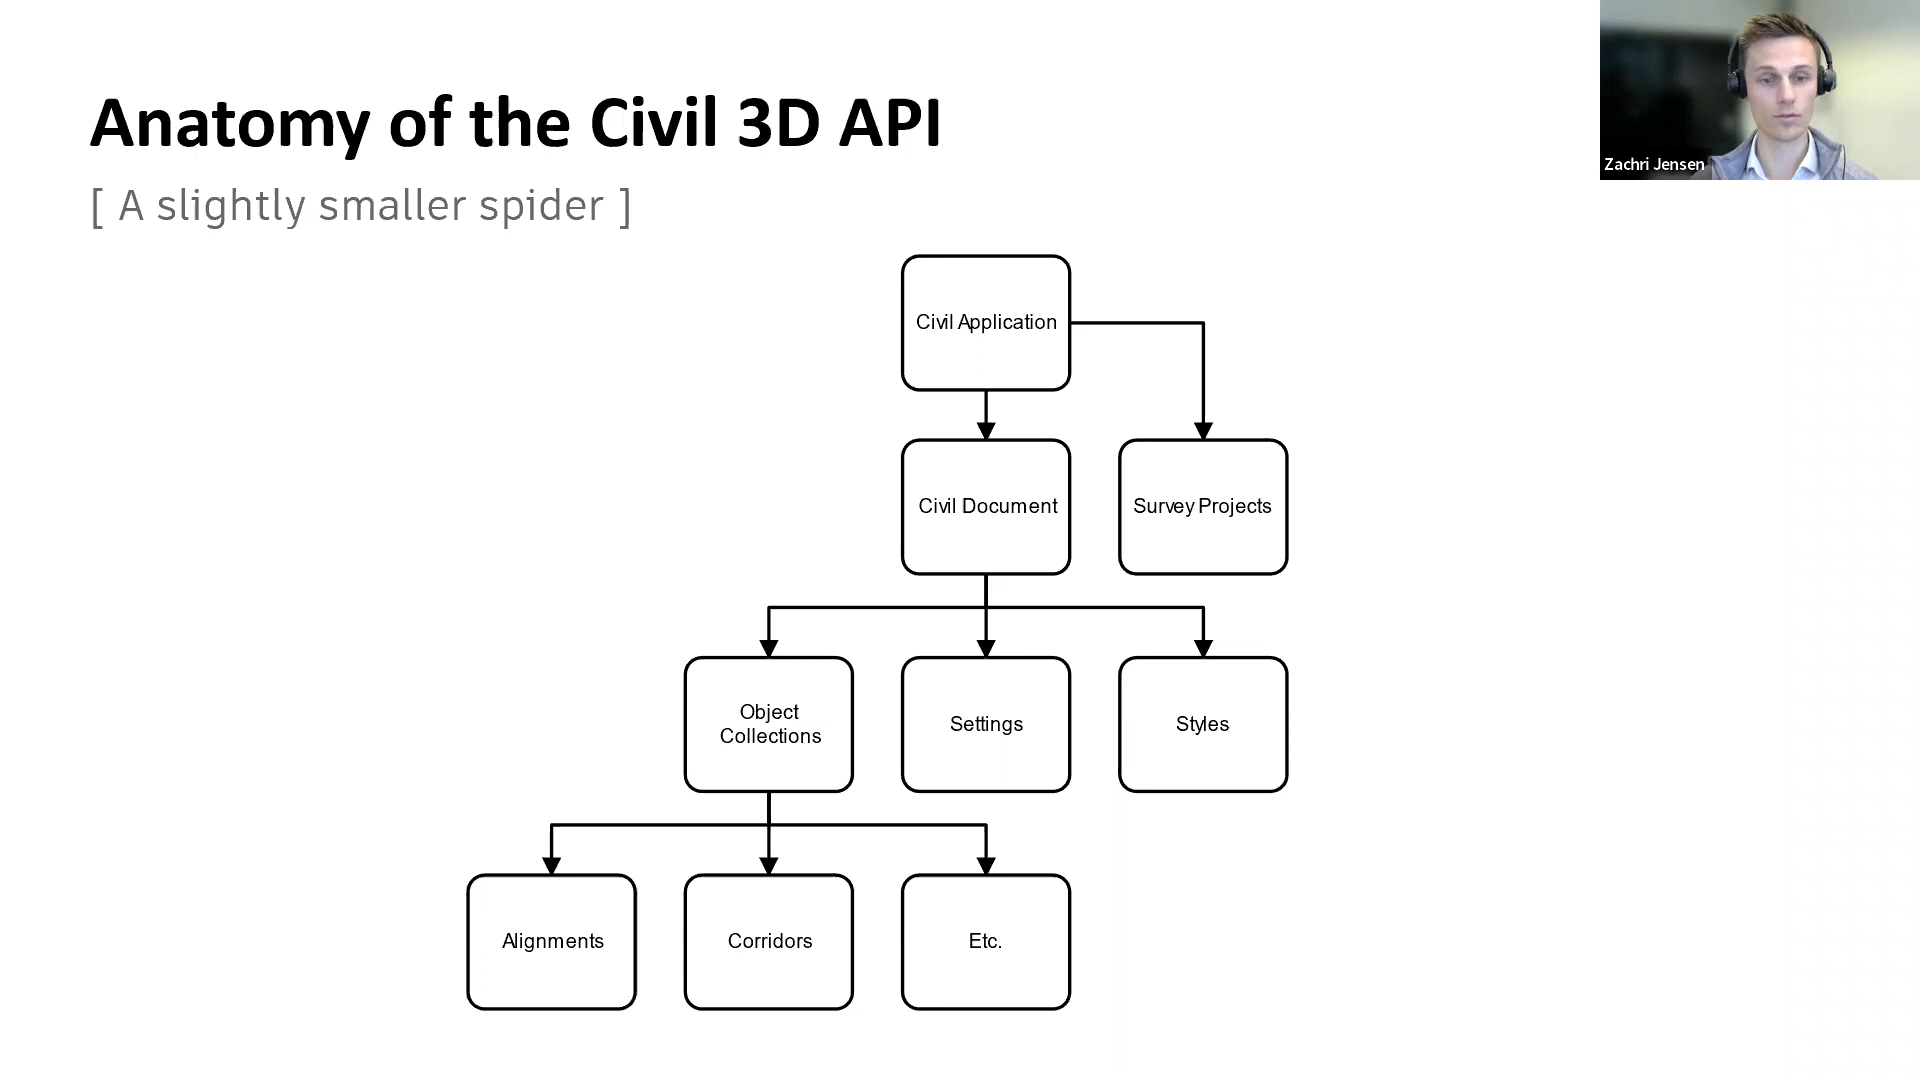 Anatomy of the Civil 3D API
[ A slightly smaller spider ]
Zachri Jensen
Civil Application
Civil Document
Survey Projects
Object
Collections
Settings
Styles
Alignments
Corridors
Etc.